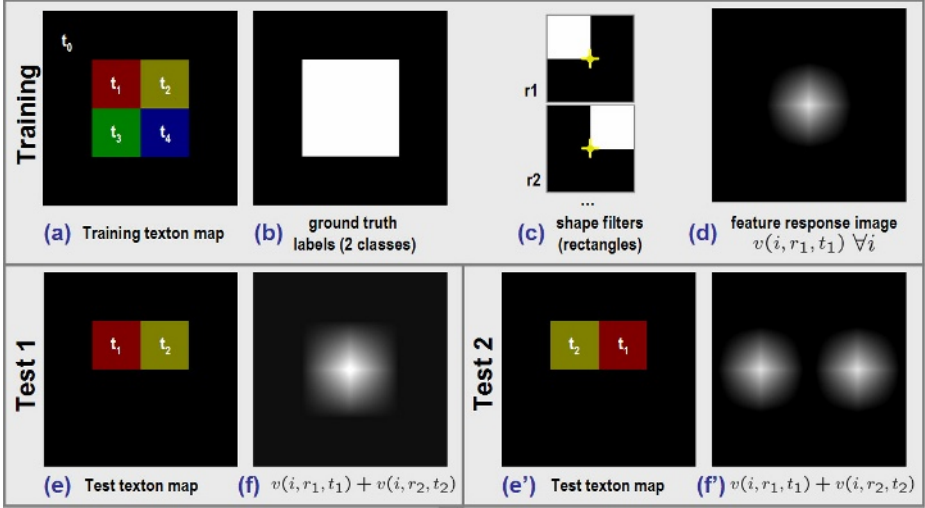 Training
t₀
t₁ t₂
t₃ t₄
r1
r2
...
(a) Training texton map
(b) ground truth
labels (2 classes)
(c) shape filters
(rectangles)
(d) feature response image
v(i, r₁, t₁) ∀i
Test 1
t₁ t₂
(e) Test texton map
(f) v(i, r₁, t₁) + v(i, r₂, t₂)
Test 2
t₂ t₁
(e') Test texton map
(f') v(i, r₁, t₁) + v(i, r₂, t₂)